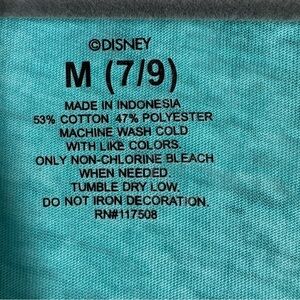 ©DISNEY
M (7/9)
MADE IN INDONESIA
53% COTTON 47% POLYESTER
MACHINE WASH COLD
WITH LIKE COLORS.
ONLY NON-CHLORINE BLEACH
WHEN NEEDED.
TUMBLE DRY LOW.
DO NOT IRON DECORATION.
RN#117508